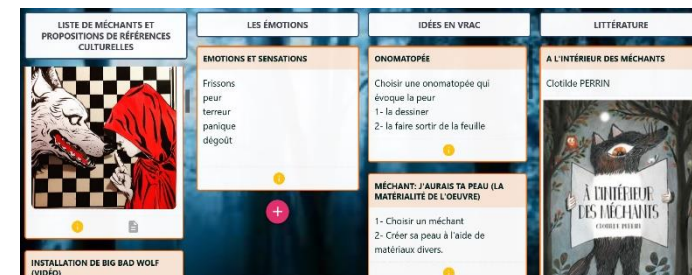 LISTE DE MÉCHANTS ET
PROPOSITIONS DE RÉFÉRENCES
CULTURELLES
INSTALLATION DE BIG BAD WOLF
(VIDÉO)
LES ÉMOTIONS
EMOTIONS ET SENSATIONS
Frissons
peur
terreur
panique
dégoût
IDÉES EN VRAC
ONOMATOPÉE
Choisir une onomatopée qui
évoque la peur
1- la dessiner
2- la faire sortir de la feuille
MÉCHANT: J'AURAIS TA PEAU (LA
MATÉRIALITÉ DE L'OEUVRE)
1- Choisir un méchant
2- Créer sa peau à l'aide de
matériaux divers.
LITTÉRATURE
A L'INTÉRIEUR DES MÉCHANTS
Clotilde PERRIN
À L'INTÉRIEUR
DES MÉCHANTS
CLOTILDE PERRIN